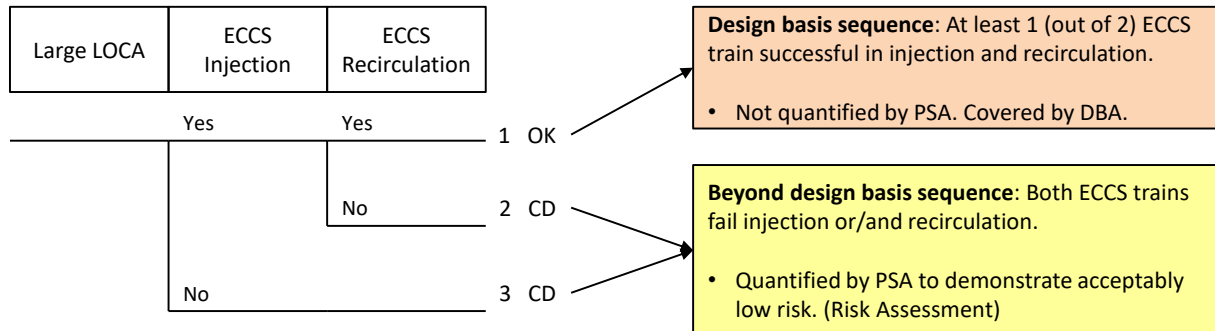 Large LOCA
ECCS
Injection
ECCS
Recirculation
Yes
Yes
1 OK
No
2 CD
No
3 CD
Design basis sequence: At least 1 (out of 2) ECCS
train successful in injection and recirculation.
• Not quantified by PSA. Covered by DBA.
Beyond design basis sequence: Both ECCS trains
fail injection or/and recirculation.
• Quantified by PSA to demonstrate acceptably
low risk. (Risk Assessment)